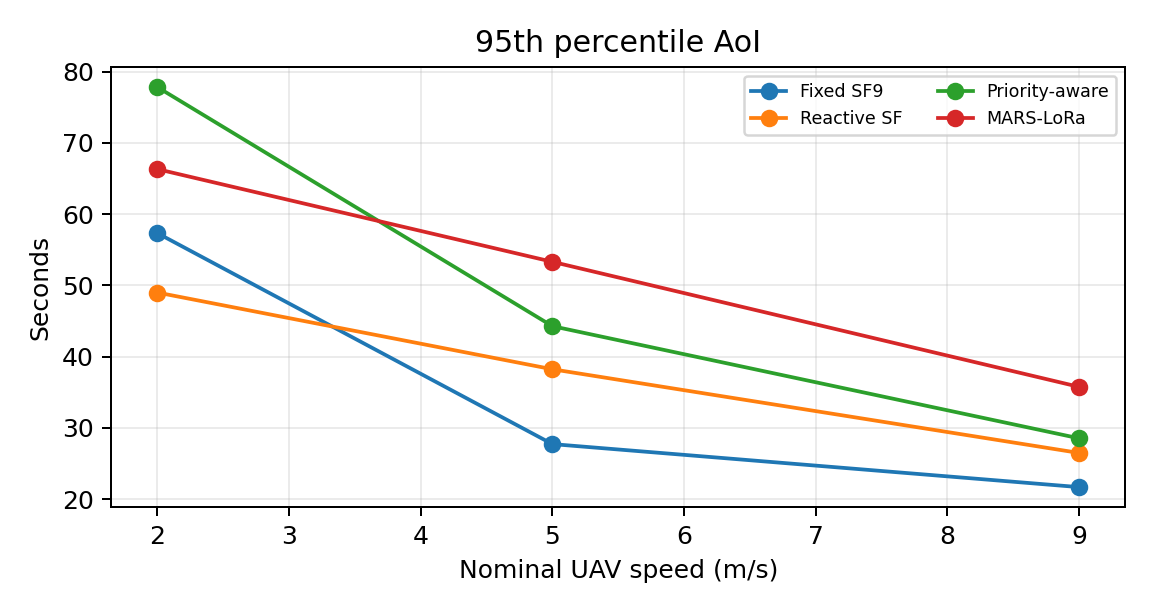 95th percentile AoI
80
70
60
50
40
30
20
Seconds
Fixed SF9
Reactive SF
Priority-aware
MARS-LoRa
2 3 4 5 6 7 8 9
Nominal UAV speed (m/s)